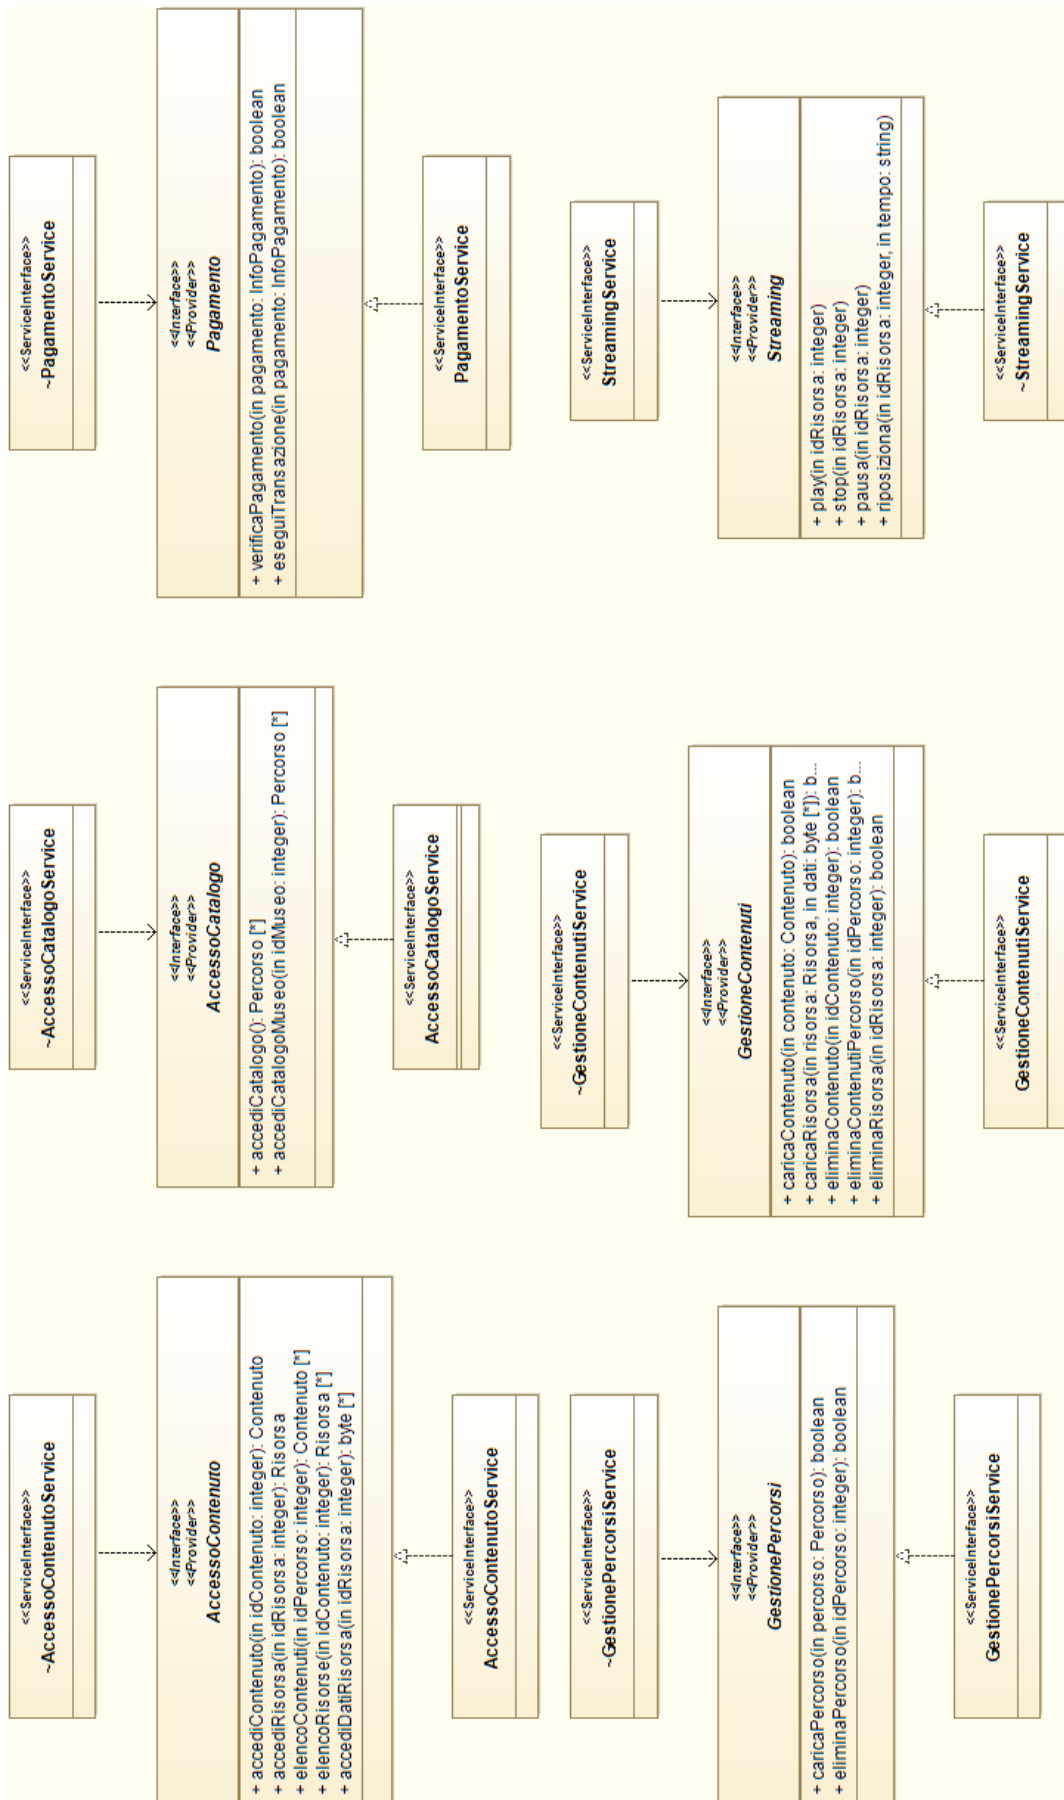 <<ServiceInterface>>
~AccessoContenutoService
<<Interface>>
<<Provider>>
AccessoContenuto
+ accediContenuto(in idContenuto: integer): Contenuto
+ accediRisorsa(in idRisorsa: integer): Risorsa
+ elencoContenuti(in idPercorso: integer): Contenuto [*]
+ elencoRisorse(in idContenuto: integer): Risorsa [*]
+ accediDatiRisorsa(in idRisorsa: integer): byte [*]
<<ServiceInterface>>
AccessoContenutoService
<<ServiceInterface>>
~AccessoCatalogoService
<<Interface>>
<<Provider>>
AccessoCatalogo
+ accediCatalogo(): Percorso [*]
+ accediCatalogoMuseo(in idMuseo: integer): Percorso [*]
<<ServiceInterface>>
AccessoCatalogoService
<<ServiceInterface>>
~PagamentoService
<<Interface>>
<<Provider>>
Pagamento
+ verificaPagamento(in pagamento: InfoPagamento): boolean
+ eseguiTransazione(in pagamento: InfoPagamento): boolean
<<ServiceInterface>>
PagamentoService
<<ServiceInterface>>
~GestionePercorsiService
<<Interface>>
<<Provider>>
GestionePercorsi
+ caricaPercorso(in percorso: Percorso): boolean
+ eliminaPercorso(in idPercorso: integer): boolean
<<ServiceInterface>>
GestionePercorsiService
<<ServiceInterface>>
~GestioneContenutiService
<<Interface>>
<<Provider>>
GestioneContenuti
+ caricaContenuto(in contenuto: Contenuto): boolean
+ caricaRisorsa(in risorsa: Risorsa, in dati: byte [*]): b...
+ eliminaContenuto(in idContenuto: integer): boolean
+ eliminaContenutiPercorso(in idPercorso: integer): b...
+ eliminaRisorsa(in idRisorsa: integer): boolean
<<ServiceInterface>>
GestioneContenutiService
<<ServiceInterface>>
StreamingService
<<Interface>>
<<Provider>>
Streaming
+ play(in idRisorsa: integer)
+ stop(in idRisorsa: integer)
+ pausa(in idRisorsa: integer)
+ riposiziona(in idRisorsa: integer, in tempo: string)
<<ServiceInterface>>
~StreamingService